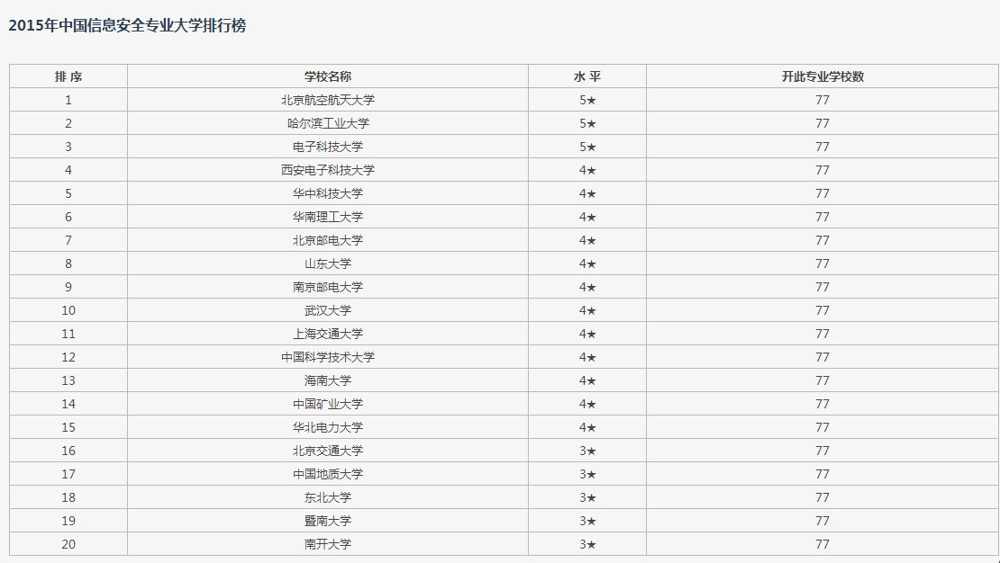 2015年中国信息安全专业大学排行榜
排 序 学校名称 水 平 开此专业学校数
1 北京航空航天大学 5★ 77
2 哈尔滨工业大学 5★ 77
3 电子科技大学 5★ 77
4 西安电子科技大学 4★ 77
5 华中科技大学 4★ 77
6 华南理工大学 4★ 77
7 北京邮电大学 4★ 77
8 山东大学 4★ 77
9 南京邮电大学 4★ 77
10 武汉大学 4★ 77
11 上海交通大学 4★ 77
12 中国科学技术大学 4★ 77
13 海南大学 4★ 77
14 中国矿业大学 4★ 77
15 华北电力大学 4★ 77
16 北京交通大学 3★ 77
17 中国地质大学 3★ 77
18 东北大学 3★ 77
19 暨南大学 3★ 77
20 南开大学 3★ 77